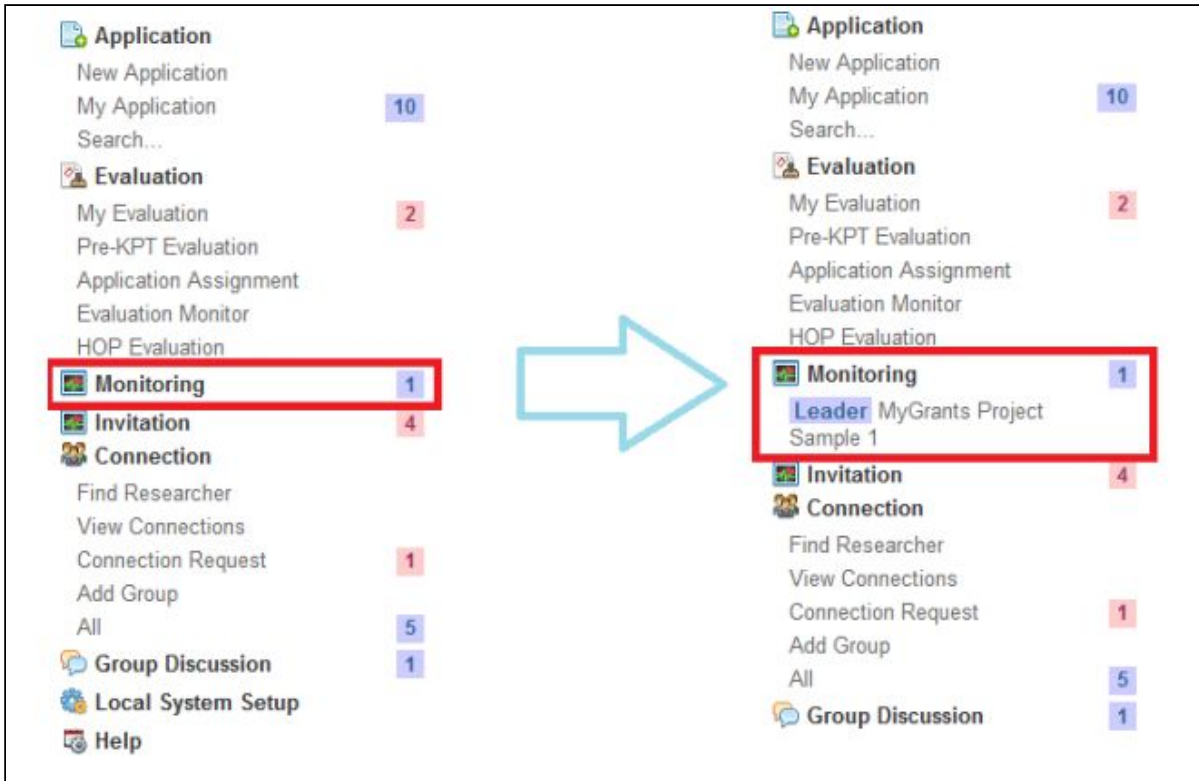 Application
New Application
My Application 10
Search...
Evaluation
My Evaluation 2
Pre-KPT Evaluation
Application Assignment
Evaluation Monitor
HOP Evaluation
Monitoring 1
Invitation 4
Connection
Find Researcher
View Connections
Connection Request 1
Add Group
All 5
Group Discussion 1
Local System Setup
Help
Application
New Application
My Application 10
Search...
Evaluation
My Evaluation 2
Pre-KPT Evaluation
Application Assignment
Evaluation Monitor
HOP Evaluation
Monitoring 1
Leader MyGrants Project
Sample 1
Invitation 4
Connection
Find Researcher
View Connections
Connection Request 1
Add Group
All 5
Group Discussion 1